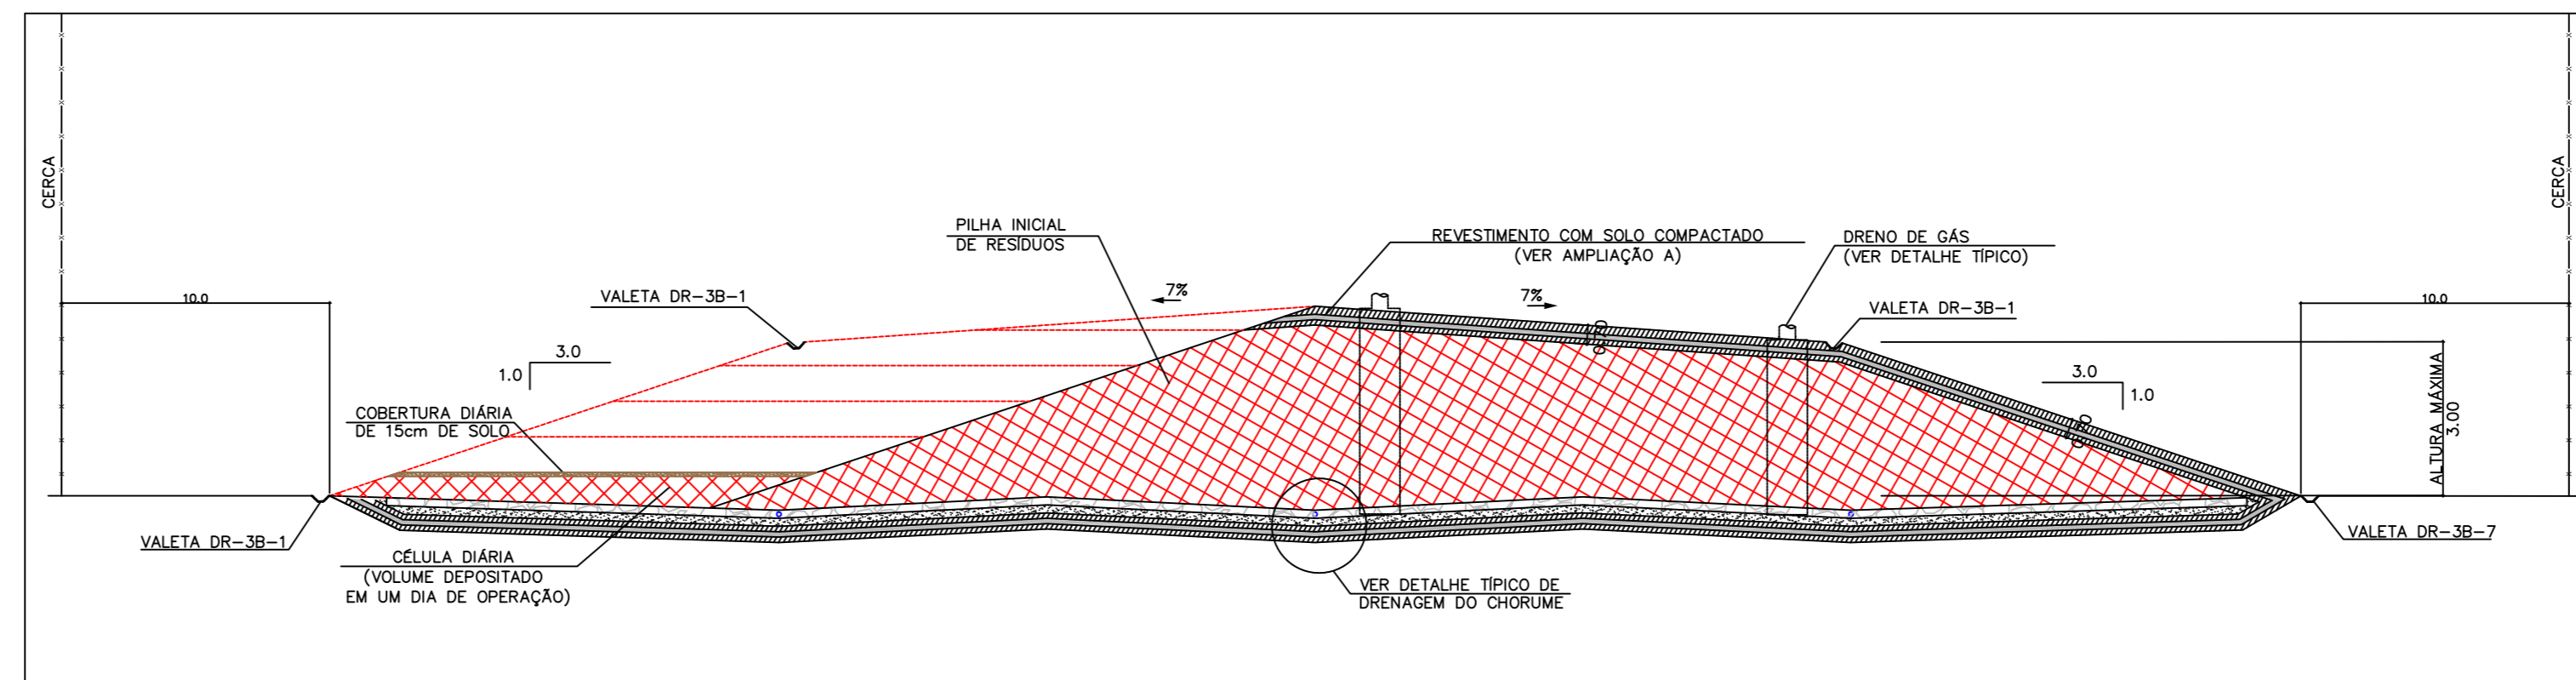 CERCA
CERCA
PILHA INICIAL
DE RESÍDUOS
REVESTIMENTO COM SOLO COMPACTADO
(VER AMPLIAÇÃO A)
DRENO DE GÁS
(VER DETALHE TÍPICO)
10.0
VALETA DR-3B-1
7%
7%
VALETA DR-3B-1
10.0
3.0
1.0
3.0
1.0
ALTURA MÁXIMA
3.00
COBERTURA DIÁRIA
DE 15cm DE SOLO
VALETA DR-3B-1
CÉLULA DIÁRIA
(VOLUME DEPOSITADO
EM UM DIA DE OPERAÇÃO)
VER DETALHE TÍPICO DE
DRENAGEM DO CHORUME
VALETA DR-3B-7